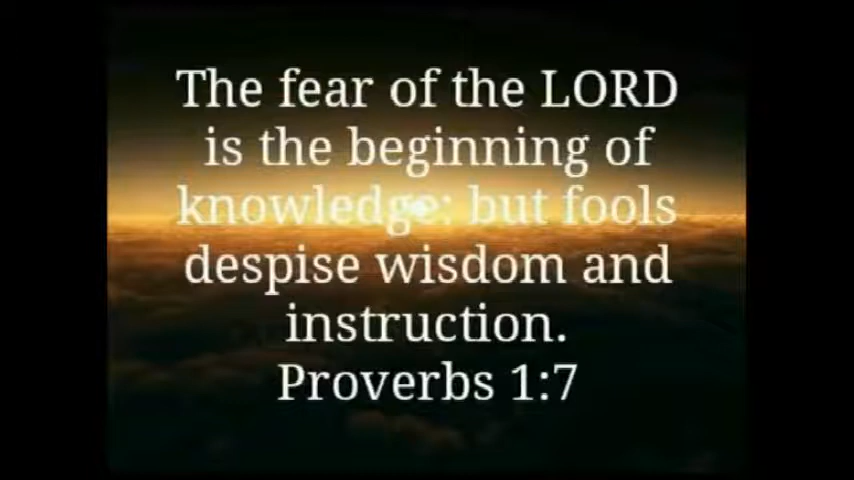 The fear of the LORD
is the beginning of
knowledge: but fools
despise wisdom and
instruction.
Proverbs 1:7